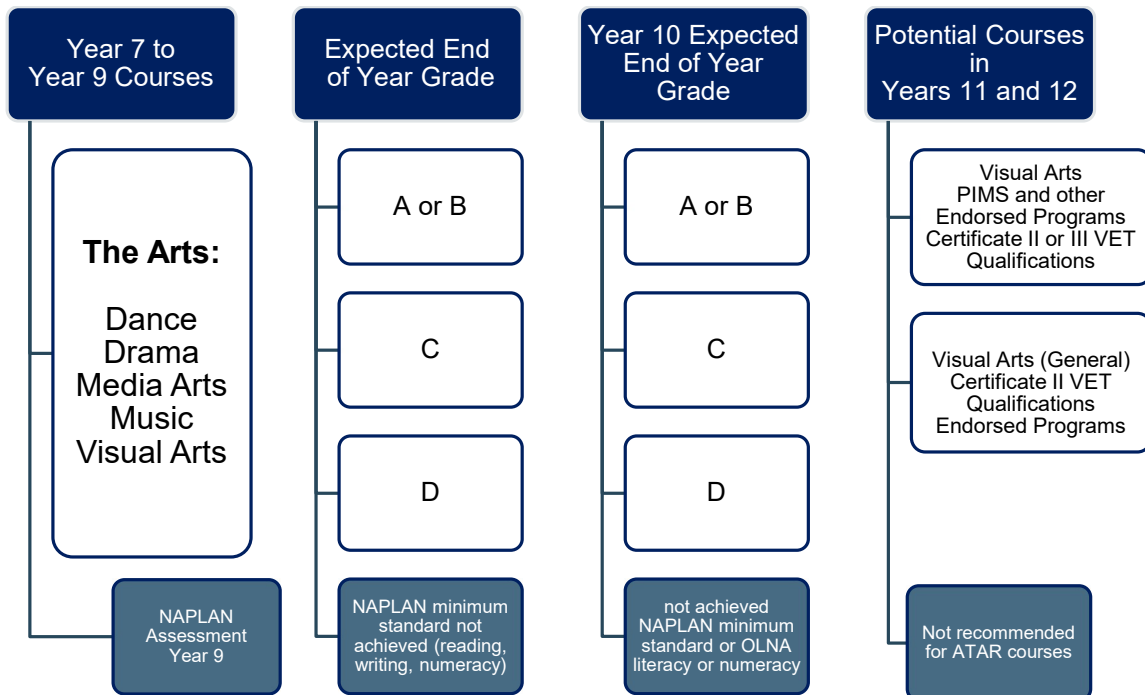 Year 7 to
Year 9 Courses
The Arts:
Dance
Drama
Media Arts
Music
Visual Arts
NAPLAN
Assessment
Year 9
Expected End
of Year Grade
A or B
C
D
NAPLAN minimum
standard not
achieved (reading,
writing, numeracy)
Year 10 Expected
End of Year
Grade
A or B
C
D
not achieved
NAPLAN minimum
standard or OLNA
literacy or numeracy
Potential Courses
in
Years 11 and 12
Visual Arts
PIMS and other
Endorsed Programs
Certificate II or III VET
Qualifications
Visual Arts (General)
Certificate II VET
Qualifications
Endorsed Programs
Not recommended
for ATAR courses